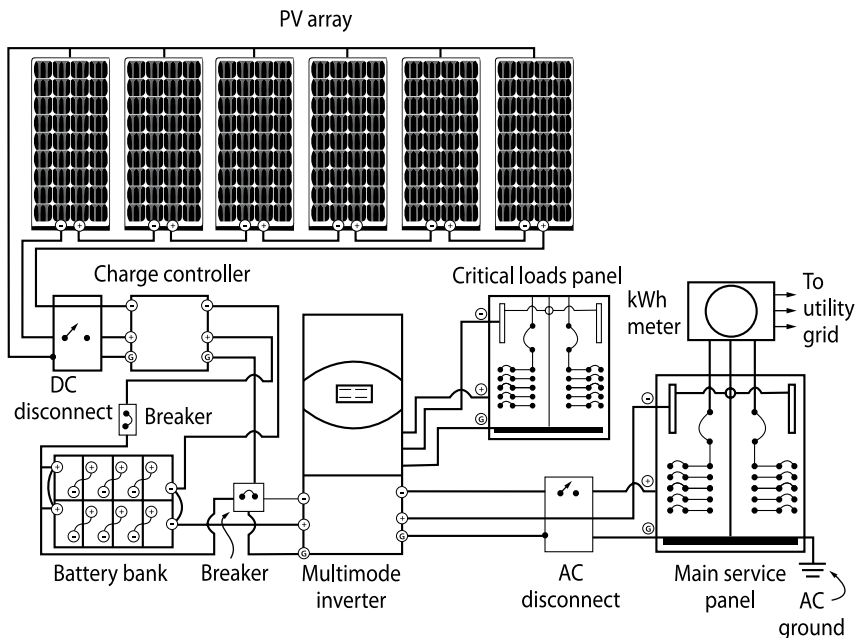 PV array
Charge controller
Critical loads panel
kWh
meter
To
utility
grid
DC
disconnect
Breaker
Battery bank
Breaker
Multimode
inverter
AC
disconnect
Main service
panel
AC
ground
- + - + - + - + - + - +
-
+
G
-
+
G
-
+
G
-
+
G
-
+
G
-
+
G
+
+
-
-
+ + +
- - -
+ + +
- - -